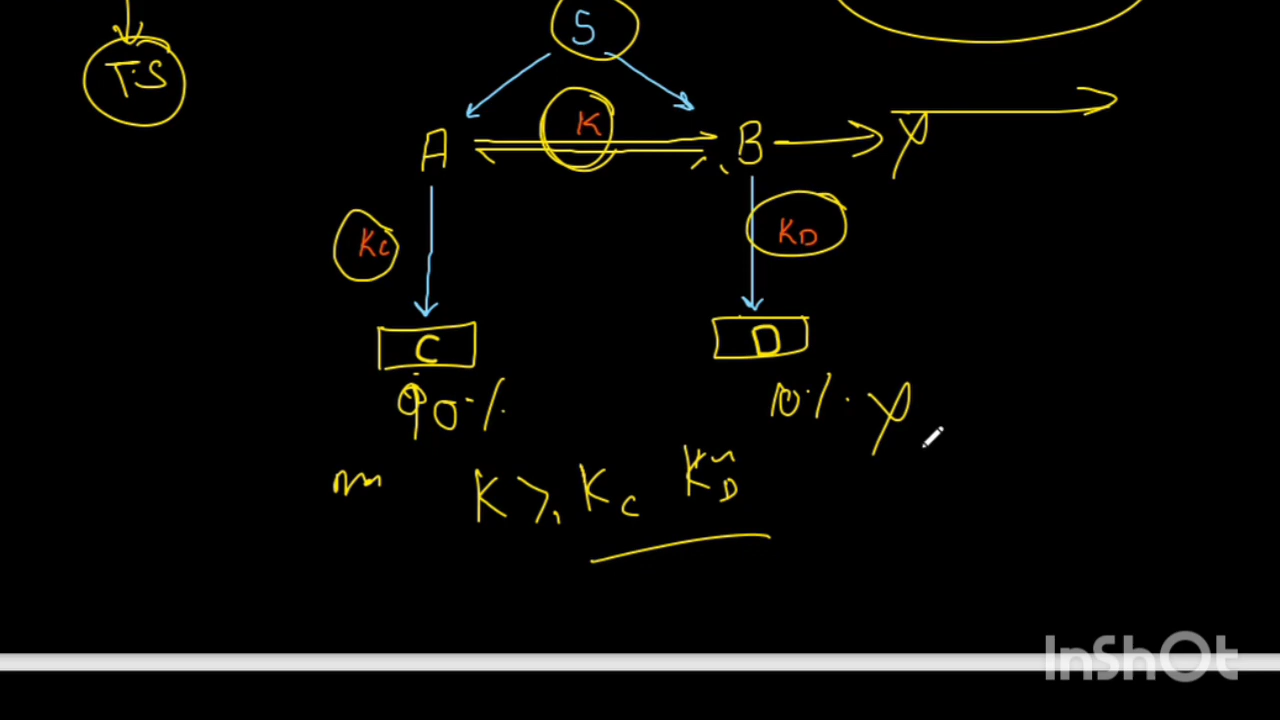 S
T.S
K
A B Y
Kc KD
C D
90% 10% Y
K >, Kc KD
InShOt